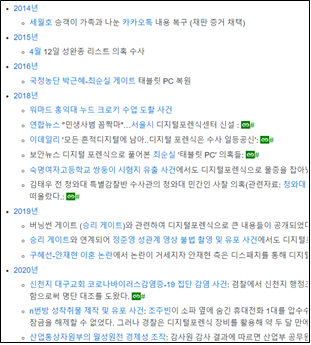 2014년
세월호 승객이 가족과 나눈 카카오톡 내용 복구 (재판 증거 채택)
2015년
4월 12일 성완종 리스트 의혹 수사
2016년
국정농단 박근혜-최순실 게이트 태블릿 PC 복원
2018년
워마드 홍익대 누드 크로키 수업 도촬 사건
연합뉴스 "민생사범 꼼짝마"…서울시 디지털포렌식센터 신설 : #
이데일리 '모든 흔적디지털에 남아..디지털 포렌식은 수사 일등공신': #
보안뉴스 디지털 포렌식으로 풀어본 최순실 '태블릿 PC' 의혹들: #
숙명여자고등학교 쌍둥이 시험지 유출 사건에서도 디지털포렌식으로 물증을 잡아냈
김태우 전 청와대 특별감찰반 수사관의 청와대 민간인 사찰 의혹(관련자료: 청와대
떠올랐다.: #
2019년
버닝썬 게이트 (승리 게이트)와 관련하여 디지털포렌식으로 큰 내용들이 공개되었다
승리 게이트와 연계되어 정준영 성관계 영상 불법 촬영 및 유포 사건에서도 디지털
구혜선-안재현 이혼 논란에서 논란이 거세지자 안재현 측은 디스패치를 통해 디지털
2020년
신천지 대구교회 코로나바이러스감염증-19 집단 감염 사건: 검찰에서 신천지 행정
함으로써 명단 대조를 도왔다. #
n번방 성착취물 제작 및 유포 사건: 조주빈이 소파 옆에 숨긴 휴대전화 1대를 압수
잠금을 해제할 수 없었다. 그러나 경찰은 디지털포렌식 장비를 활용해 약 두 달 만에
산업통상자원부의 월성원전 경제성 조작: 감사원 감사 결과에 따르면 산업부 공무원